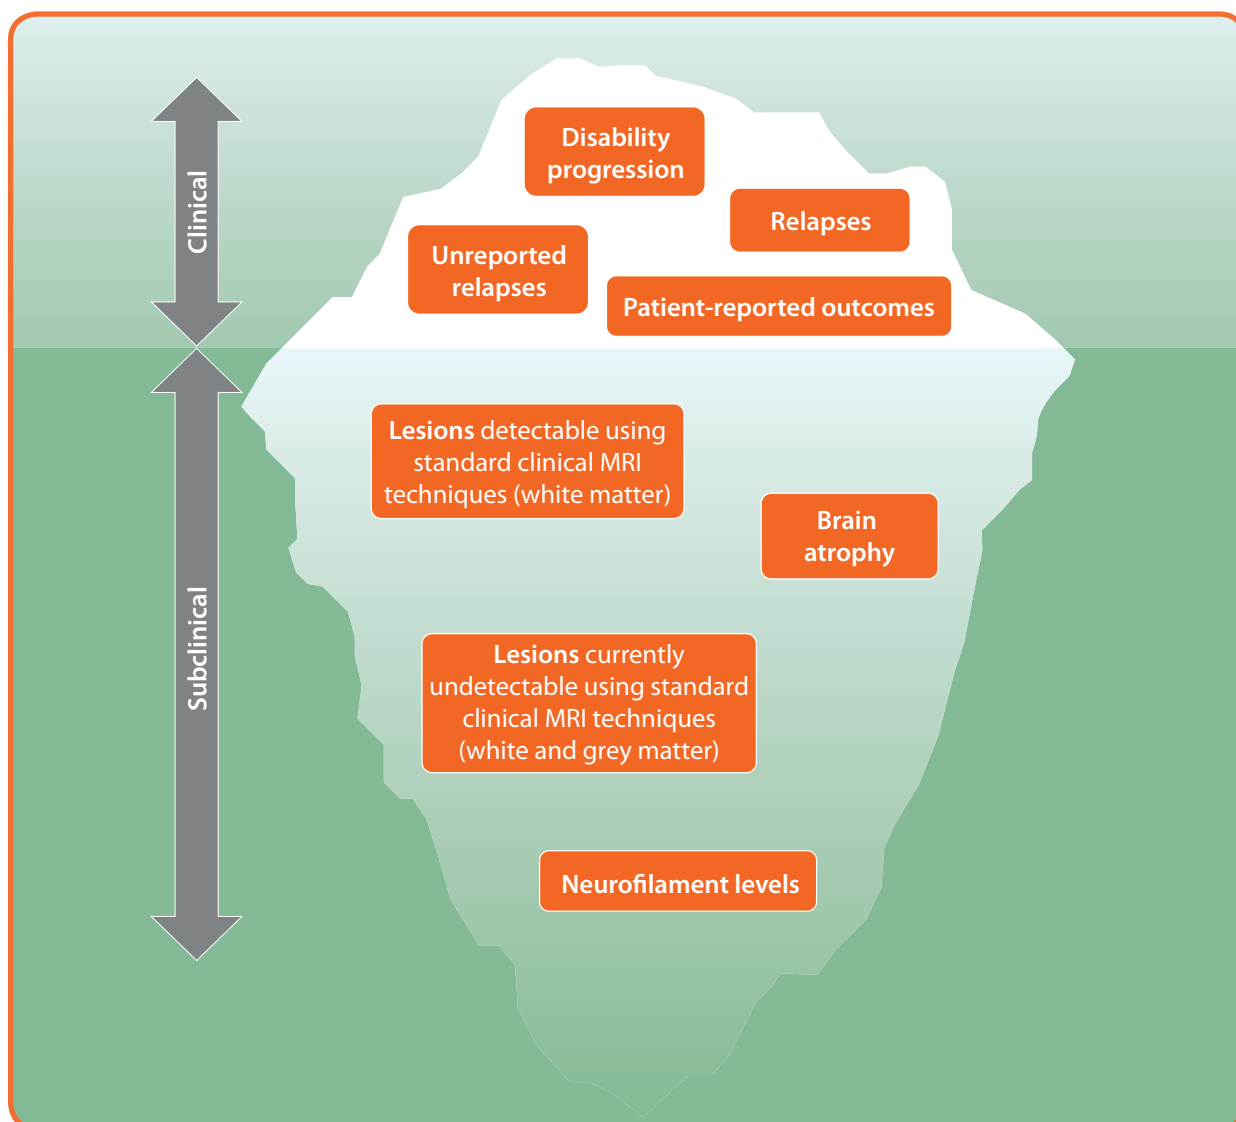 Clinical
Disability
progression
Relapses
Unreported
relapses
Patient-reported outcomes
Subclinical
Lesions detectable using
standard clinical MRI
techniques (white matter)
Brain
atrophy
Lesions currently
undetectable using standard
clinical MRI techniques
(white and grey matter)
Neurofilament levels